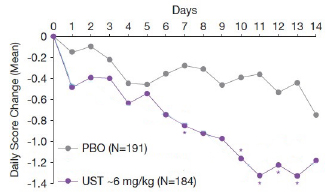 Days
0 1 2 3 4 5 6 7 8 9 10 11 12 13 14
Daily Score Change (Mean)
0
-0.2
-0.4
-0.6
-0.8
-1.0
-1.2
-1.4
* * * * *
PBO (N=191)
UST ~6 mg/kg (N=184)